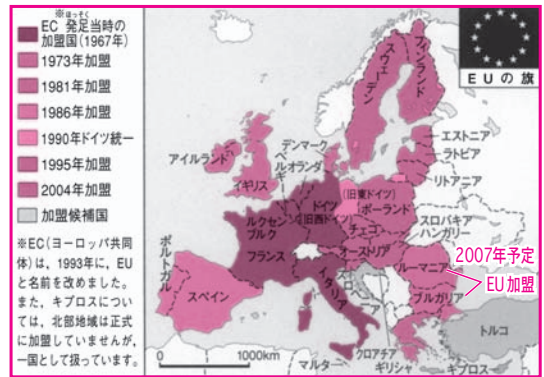 ※
はっそく
EC 発足当時の
加盟国(1967年)
1973年加盟
1981年加盟
1986年加盟
1990年ドイツ統一
1995年加盟
2004年加盟
加盟候補国
※EC(ヨーロッパ共同
体)は，1993年に，EU
と名前を改めました。
また，キプロスについ
ては，北部地域は正式
に加盟していませんが，
一国として扱っています。
EUの旗
フィンランド
スウェーデン
エストニア
ラトビア
リトアニア
デンマーク
オランダ
ベルギー
アイルランド
イギリス
ドイツ
(旧西ドイツ)
(旧東ドイツ)
ポーランド
ルクセン
ブルク
チェコ
スロバキア
ハンガリー
オーストリア
フランス
スロベニア
ルーマニア
2007年予定
EU加盟
ブルガリア
イタリア
ポルトガル
スペイン
クロアチア
トルコ
マルタ
ギリシャ
キプロス
0
1000km